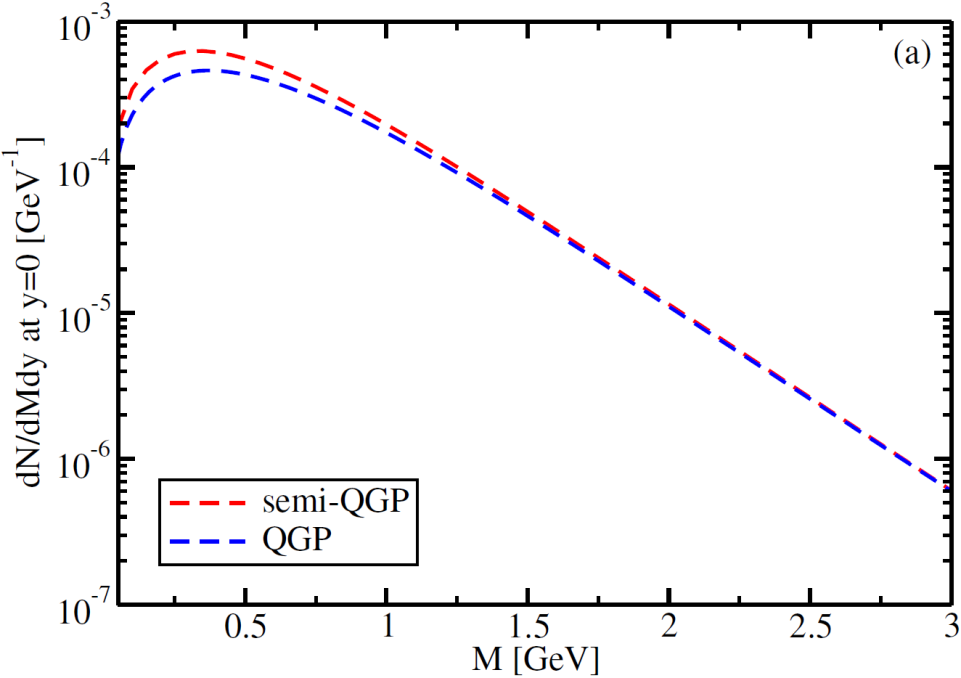 (a)
10^-3
10^-4
10^-5
10^-6
10^-7
dN/dMdy at y=0 [GeV^-1]
semi-QGP
QGP
0.5 1 1.5 2 2.5 3
M [GeV]